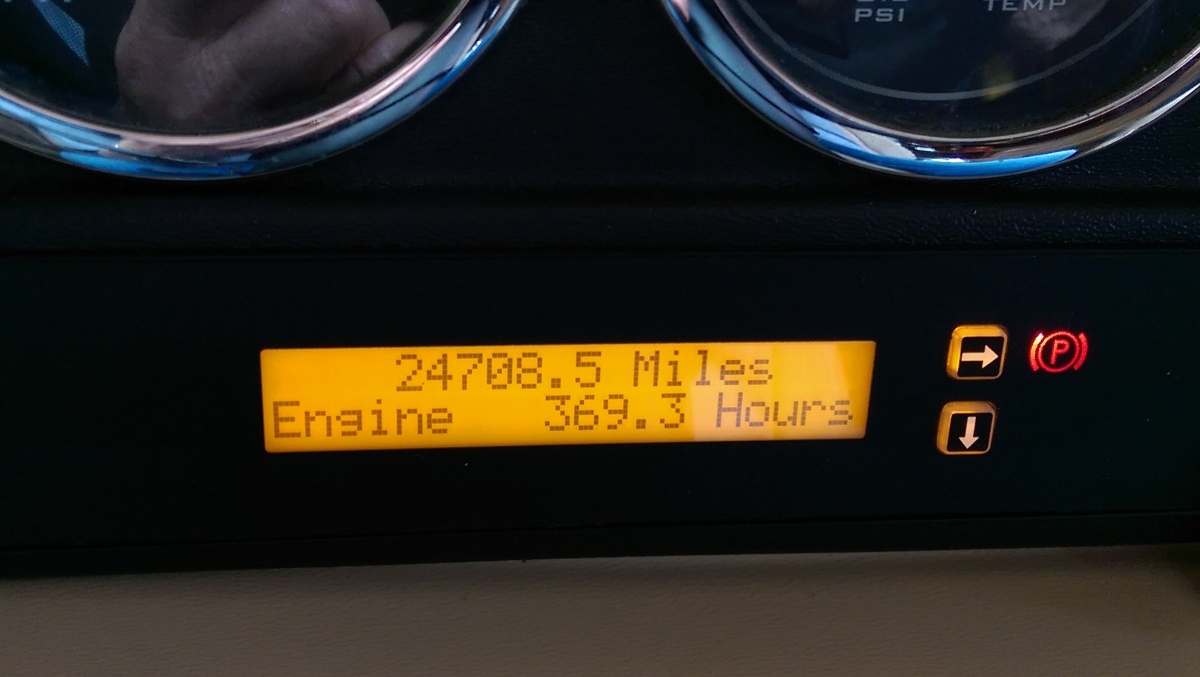 PSI
TEMP
24708.5 Miles
Engine 369.3 Hours
P